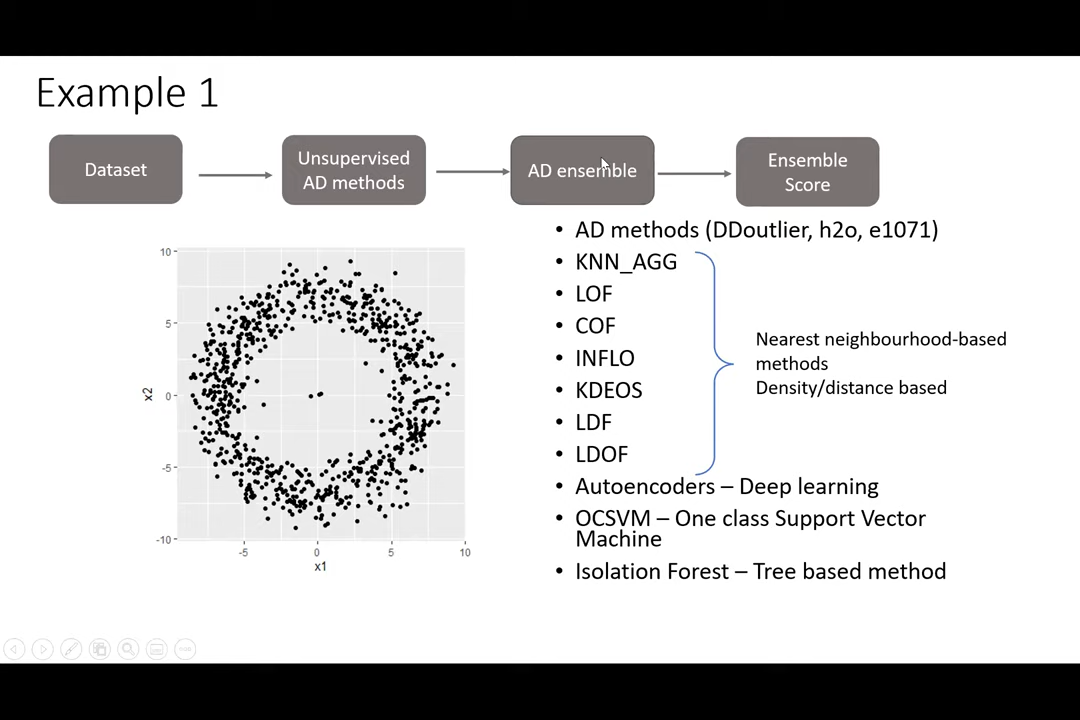 Example 1
Dataset
Unsupervised
AD methods
AD ensemble
Ensemble
Score
• AD methods (DDoutlier, h2o, e1071)
• KNN_AGG
• LOF
• COF
• INFLO
• KDEOS
• LDF
• LDOF
• Autoencoders – Deep learning
• OCSVM – One class Support Vector
Machine
• Isolation Forest – Tree based method
Nearest neighbourhood-based
methods
Density/distance based
10
5
0
-5
-10
x2
-5
0
5
10
x1